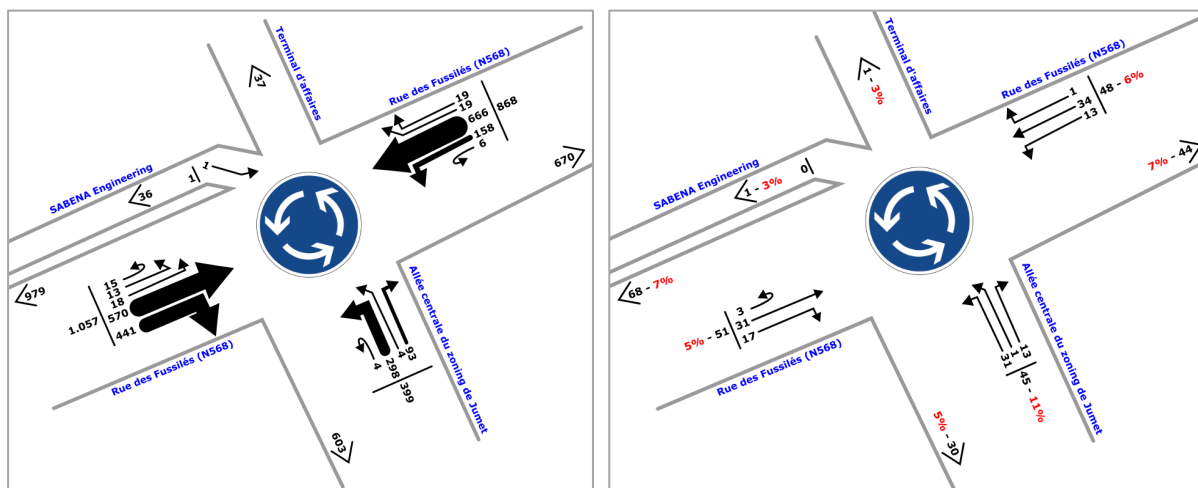 Terminal d'affaires
37
Rue des Fussilés (N568)
19
19
666
158
6
868
670
SABENA Engineering
1
1
36
979
15
13
18
570
441
1.057
Rue des Fussilés (N568)
4
298
4
93
399
603
Allée centrale du zoning de Jumet
Terminal d'affaires
1 - 3%
Rue des Fussilés (N568)
1
34
13
48 - 6%
7% - 44
SABENA Engineering
0
1 - 3%
68 - 7%
3
31
17
5% - 51
Rue des Fussilés (N568)
31
1
13
45 - 11%
5% - 30
Allée centrale du zoning de Jumet